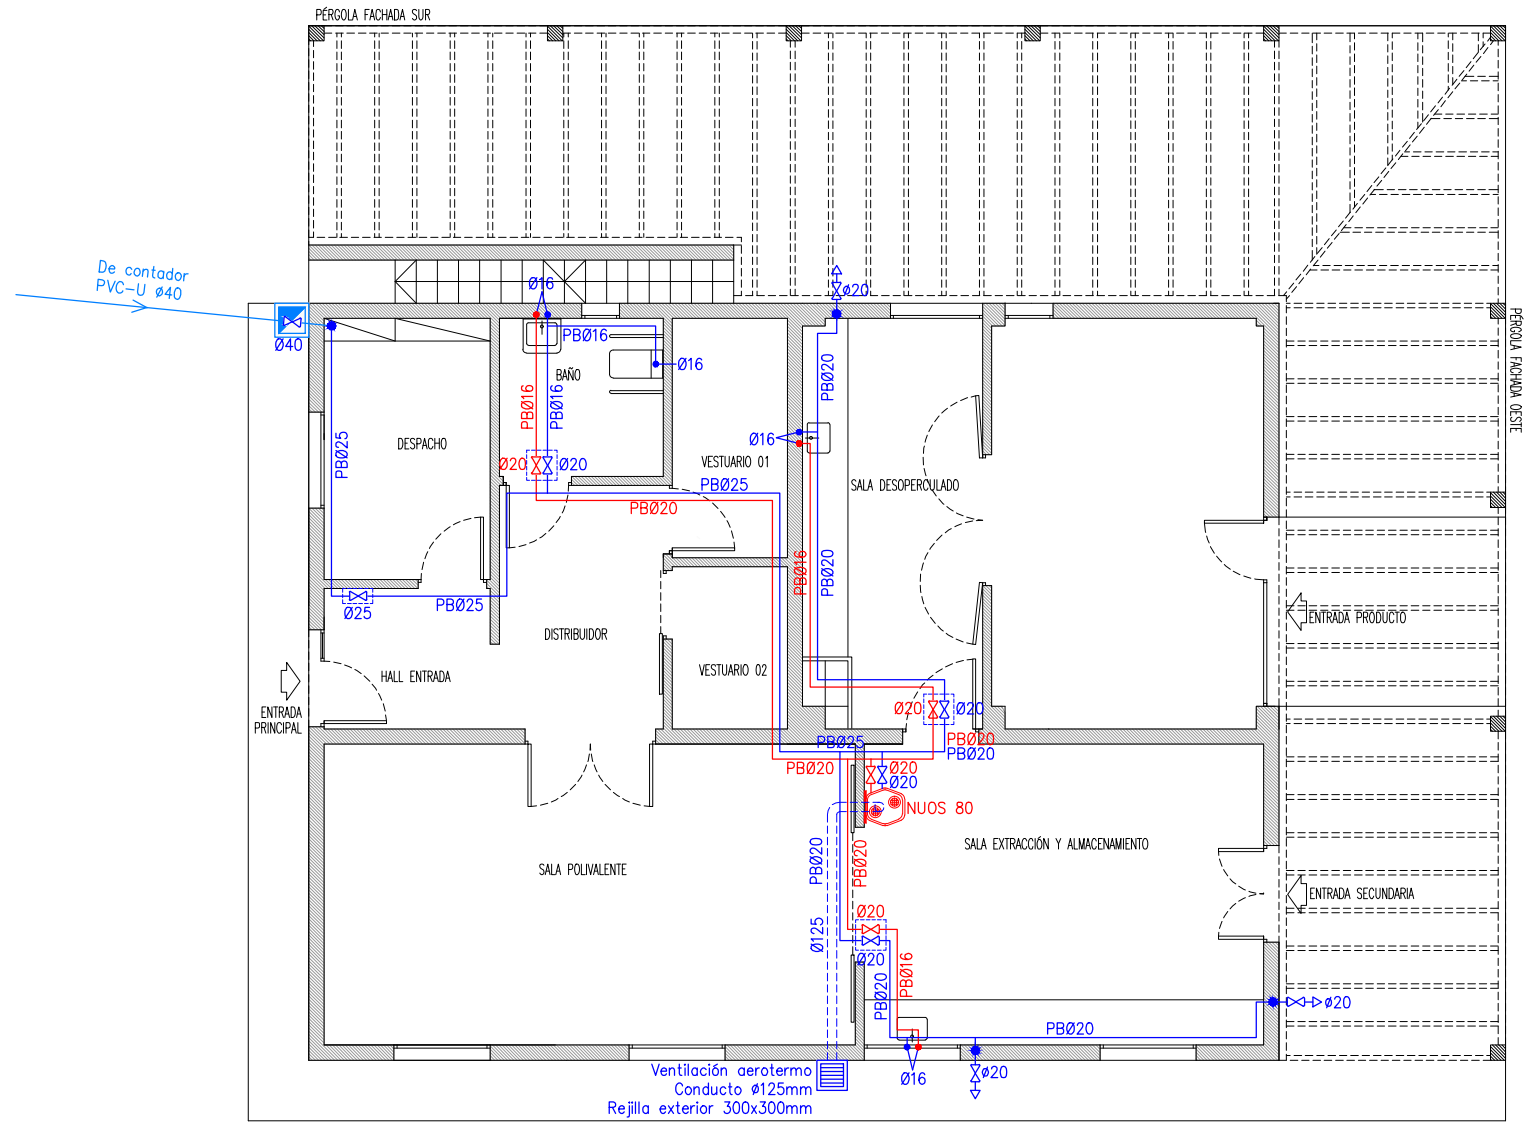 PÉRGOLA FACHADA SUR
De contador
PVC-U ø40
Ø40
Ø16
PBØ16
Ø16
BAÑO
PBØ16
PBØ16
Ø20
Ø20
DESPACHO
PBØ25
Ø25
PBØ25
PBØ25
PBØ20
VESTUARIO 01
Ø16
ø20
PBØ20
SALA DESOPERCULADO
PBØ16
PBØ20
PÉRGOLA FACHADA OESTE
ENTRADA PRODUCTO
DISTRIBUIDOR
HALL ENTRADA
ENTRADA
PRINCIPAL
VESTUARIO 02
Ø20
Ø20
PBØ25
PBØ20
PBØ20
PBØ20
Ø20
Ø20
NUOS 80
SALA EXTRACCIÓN Y ALMACENAMIENTO
SALA POLIVALENTE
PBØ20
PBØ20
Ø125
ENTRADA SECUNDARIA
Ø20
Ø20
PBØ20
PBØ16
PBØ20
ø20
Ø16
ø20
Ventilación aerotermo
Conducto ø125mm
Rejilla exterior 300x300mm